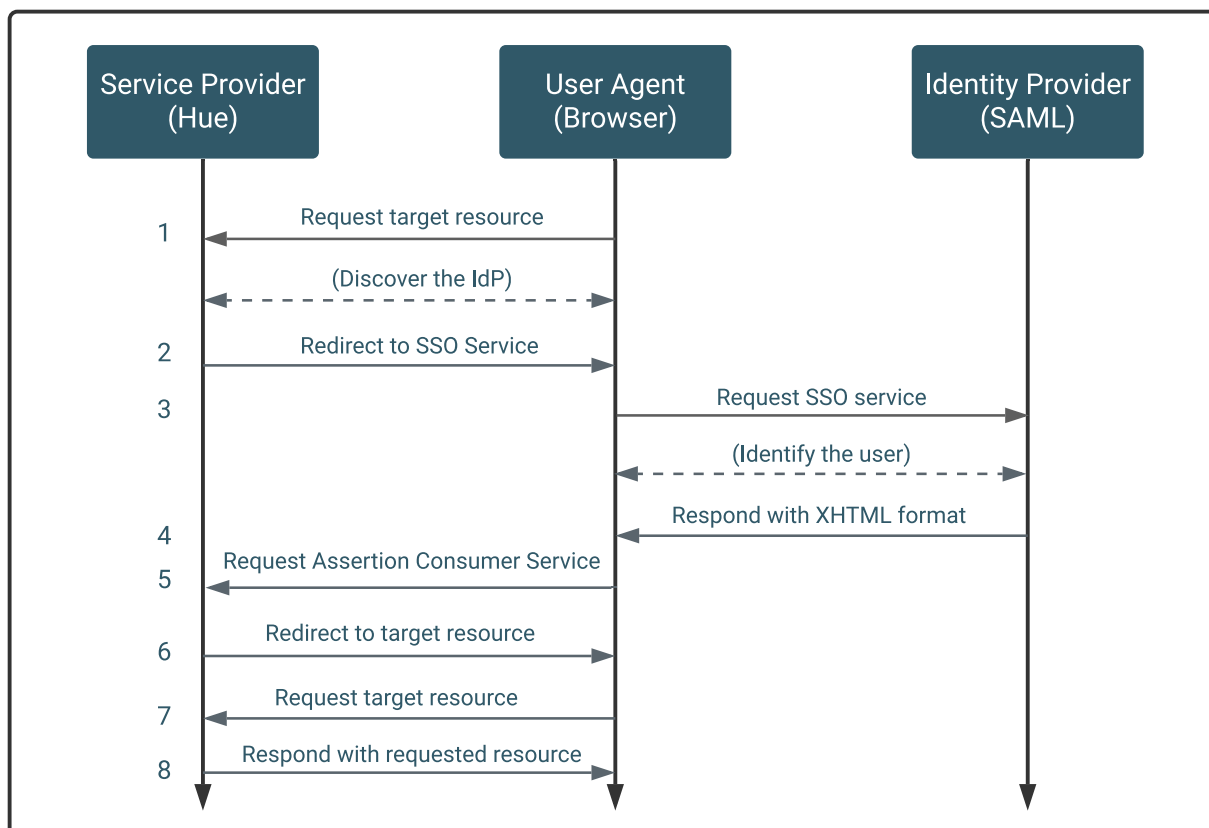 Service Provider
(Hue)
User Agent
(Browser)
Identity Provider
(SAML)
1
Request target resource
(Discover the IdP)
2
Redirect to SSO Service
3
Request SSO service
(Identify the user)
4
Respond with XHTML format
5
Request Assertion Consumer Service
6
Redirect to target resource
7
Request target resource
8
Respond with requested resource